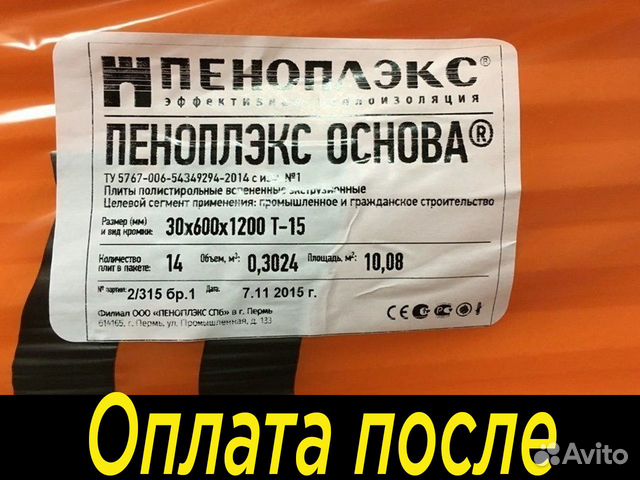 ПЕНОПЛЭКС®
ПЕНОПЛЭКС ОСНОВА®
ТУ 5767-006-54349294-2014 с №1
Плиты полистирольные вспененные экструзионные
Целевой сегмент применения: промышленное и гражданское строительство
Размер (мм) и вид кромки: 30х600х1200 Т-15
Количество плит в пакете: 14 Объем, м³: 0,3024 Площадь, м²: 10,08
№ партии: 2/315 бр.1 Дата: 7.11 2015 г.
Филиал ООО «ПЕНОПЛЭКС СПб» в г. Пермь
614165, г. Пермь, ул. Промышленная, д. 133
Оплата после
Avito